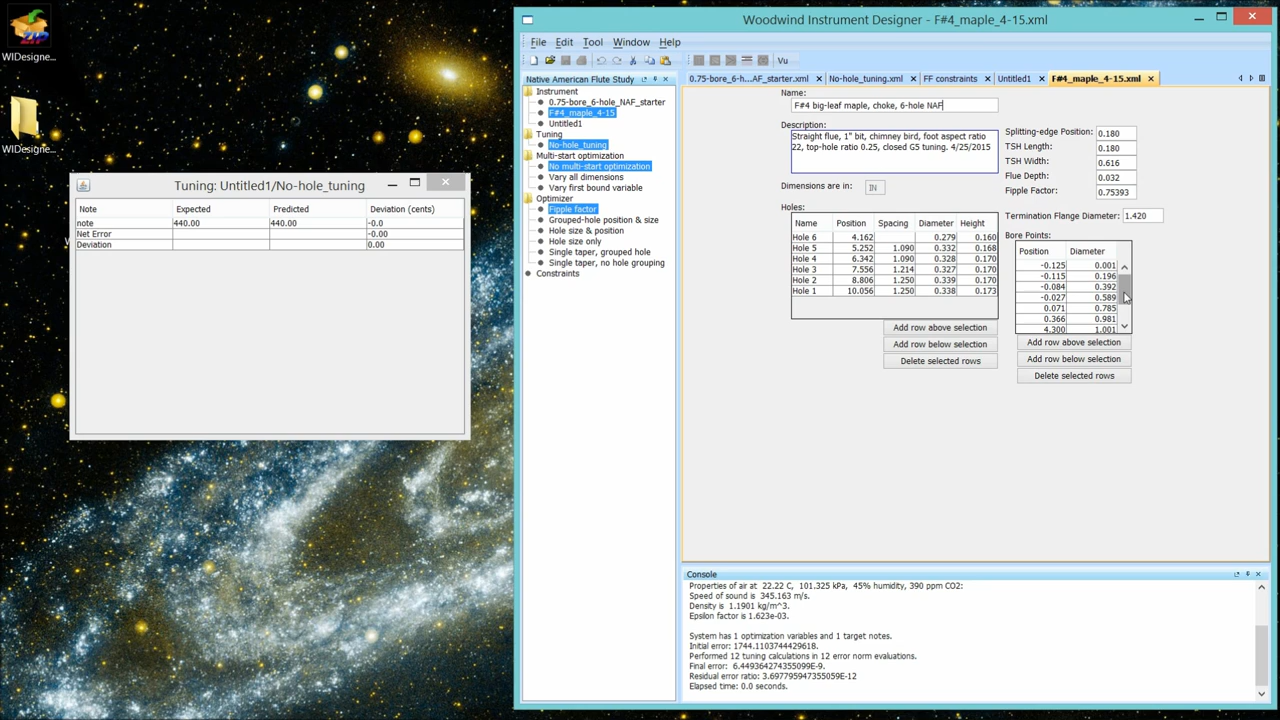 WIDesigne...
WIDesigne...
Tuning: Untitled1/No-hole_tuning
Note Expected Predicted Deviation (cents)
note 440.00 440.00 -0.0
Net Error -0.00
Deviation 0.00
Woodwind Instrument Designer - F#4_maple_4-15.xml
File Edit Tool Window Help
Vu
Native American Flute Study
Instrument
0.75-bore_6-hole_NAF_starter
F#4_maple_4-15
Untitled1
Tuning
No-hole_tuning
Multi-start optimization
No multi-start optimization
Vary all dimensions
Vary first bound variable
Optimizer
Fipple factor
Grouped-hole position & size
Hole size & position
Hole size only
Single taper, grouped hole
Single taper, no hole grouping
Constraints
0.75-bore_6-h...AF_starter.xml No-hole_tuning.xml FF constraints Untitled1 F#4_maple_4-15.xml
Name:
F#4 big-leaf maple, choke, 6-hole NAF
Description:
Straight flue, 1" bit, chimney bird, foot aspect ratio
22, top-hole ratio 0.25, closed G5 tuning. 4/25/2015
Dimensions are in: IN
Holes:
Name Position Spacing Diameter Height
Hole 6 4.162 0.279 0.160
Hole 5 5.252 1.090 0.332 0.168
Hole 4 6.342 1.090 0.328 0.170
Hole 3 7.556 1.214 0.327 0.170
Hole 2 8.806 1.250 0.339 0.170
Hole 1 10.056 1.250 0.338 0.173
Add row above selection
Add row below selection
Delete selected rows
Splitting-edge Position: 0.180
TSH Length: 0.180
TSH Width: 0.616
Flue Depth: 0.032
Fipple Factor: 0.75393
Termination Flange Diameter: 1.420
Bore Points:
Position Diameter
-0.125 0.001
-0.115 0.196
-0.084 0.392
-0.027 0.589
0.071 0.785
0.366 0.981
4.300 1.001
Add row above selection
Add row below selection
Delete selected rows
Console
Properties of air at 22.22 C, 101.325 kPa, 45% humidity, 390 ppm CO2:
Speed of sound is 345.163 m/s.
Density is 1.1901 kg/m^3.
Epsilon factor is 1.623e-03.
System has 1 optimization variables and 1 target notes.
Initial error: 1744.1103744429618.
Performed 12 tuning calculations in 12 error norm evaluations.
Final error: 6.449364274355099E-9.
Residual error ratio: 3.697795947355059E-12
Elapsed time: 0.0 seconds.